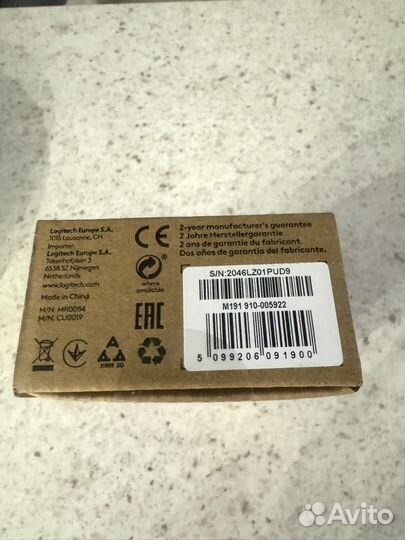 Logitech Europe S.A.
1015 Lausanne, CH
Importer:
Logitech Europe S.A.
Takenhofplein 3
6538 SZ Nijmegen
Netherlands
www.logitech.com
Made in China
M/N: MR0084
M/N: CU0019
CE
EAC
2-year manufacturer's guarantee
2 Jahre Herstellergarantie
2 ans de garantie du fabricant
Dos años de garantía del fabricante.
where
available
S/N:2046LZ01PUD9
M191 910-005922
5 099206 091900
Avito